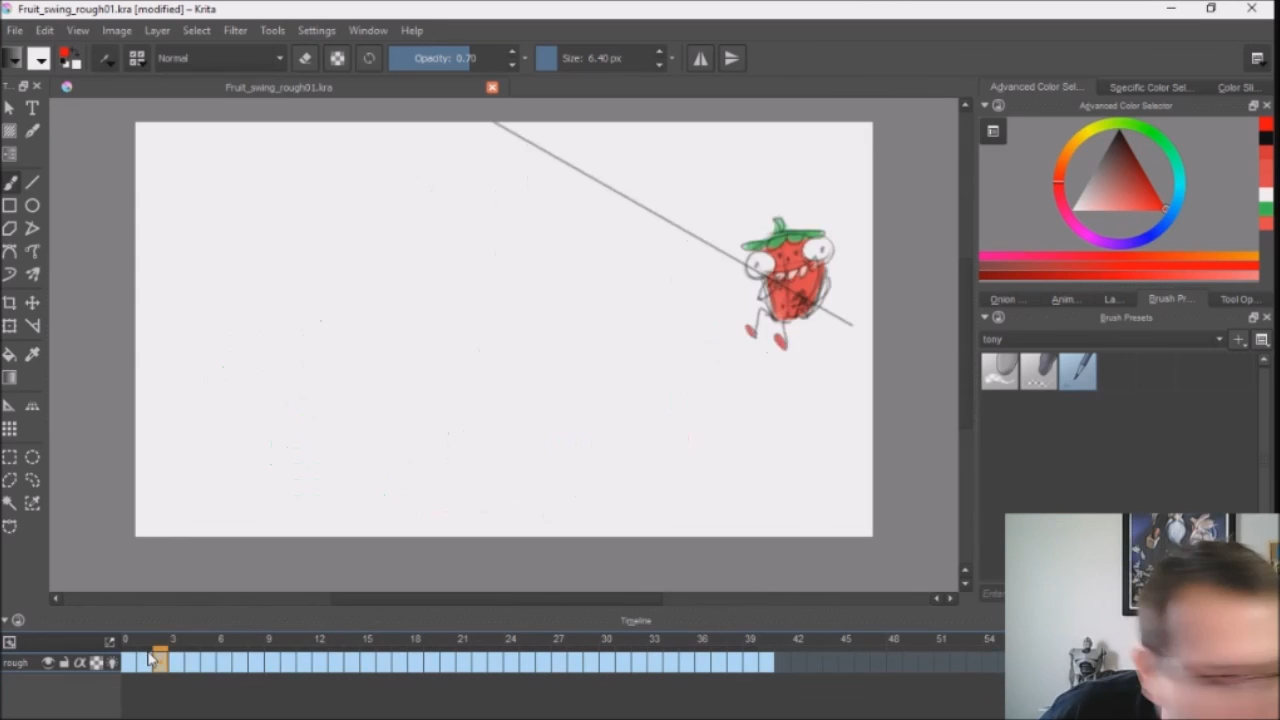 Fruit_swing_rough01.kra [modified] – Krita
File Edit View Image Layer Select Filter Tools Settings Window Help
Normal Opacity: 0.70 Size: 6.40 px
T... Fruit_swing_rough01.kra Advanced Color Sel... Specific Color Sel... Color Sli...
Advanced Color Selector
Onion ... Anim... La... Brush Pr... Tool Op...
Brush Presets
tony
Timeline
0 3 6 9 12 15 18 21 24 27 30 33 36 39 42 45 48 51 54
rough